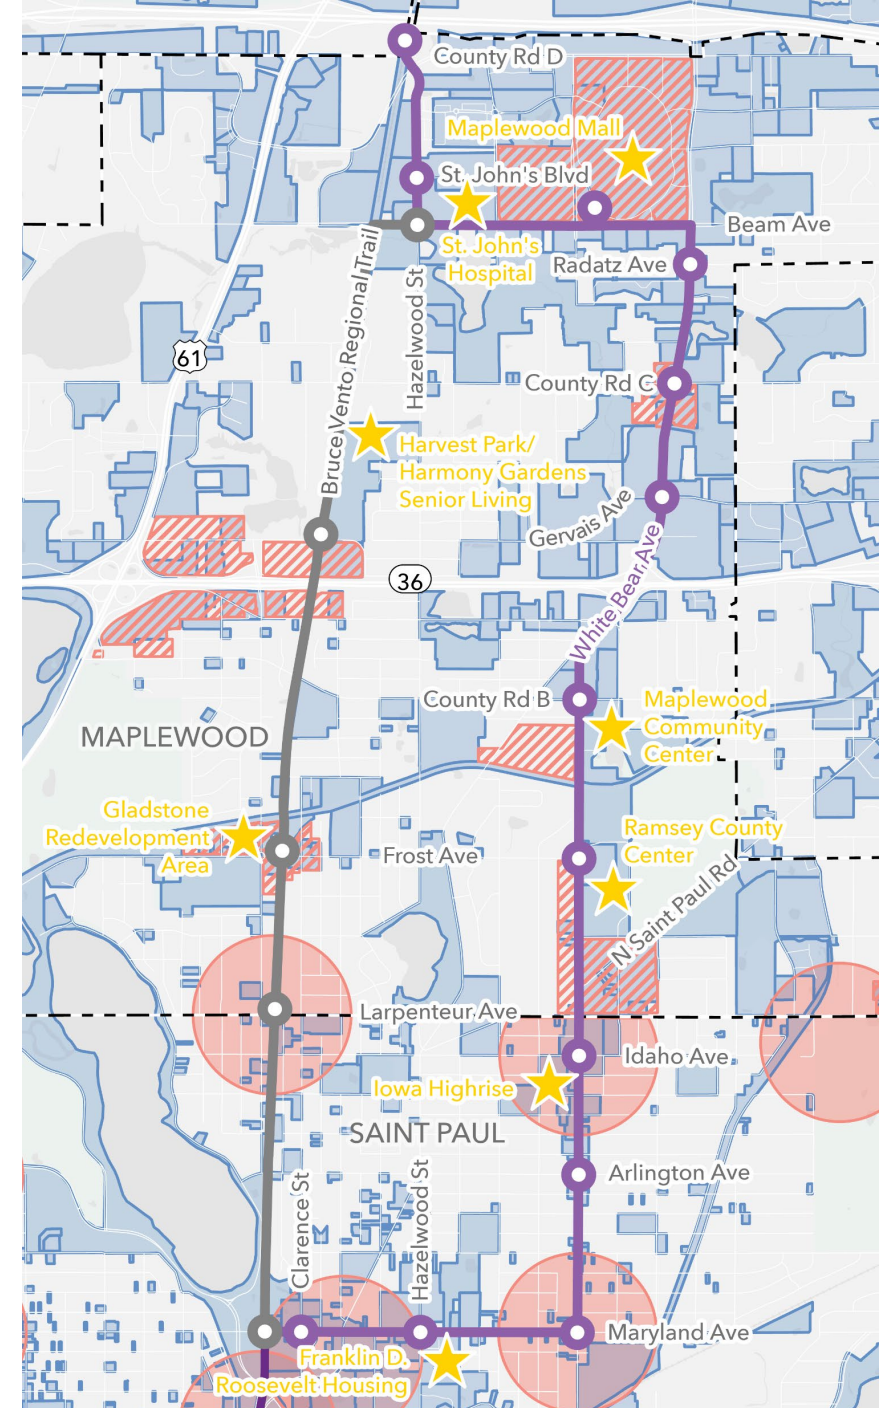 County Rd D
Maplewood Mall
St. John's Blvd
Beam Ave
St. John's
Hospital
Radatz Ave
Bruce Vento Regional Trail
Hazelwood St
61
County Rd C
Harvest Park/
Harmony Gardens
Senior Living
Gervais Ave
White Bear Ave
36
County Rd B
Maplewood
Community
Center
MAPLEWOOD
Gladstone
Redevelopment
Area
Frost Ave
Ramsey County
Center
N Saint Paul Rd
Larpenteur Ave
Idaho Ave
Iowa Highrise
SAINT PAUL
Arlington Ave
Clarence St
Hazelwood St
Maryland Ave
Franklin D.
Roosevelt Housing